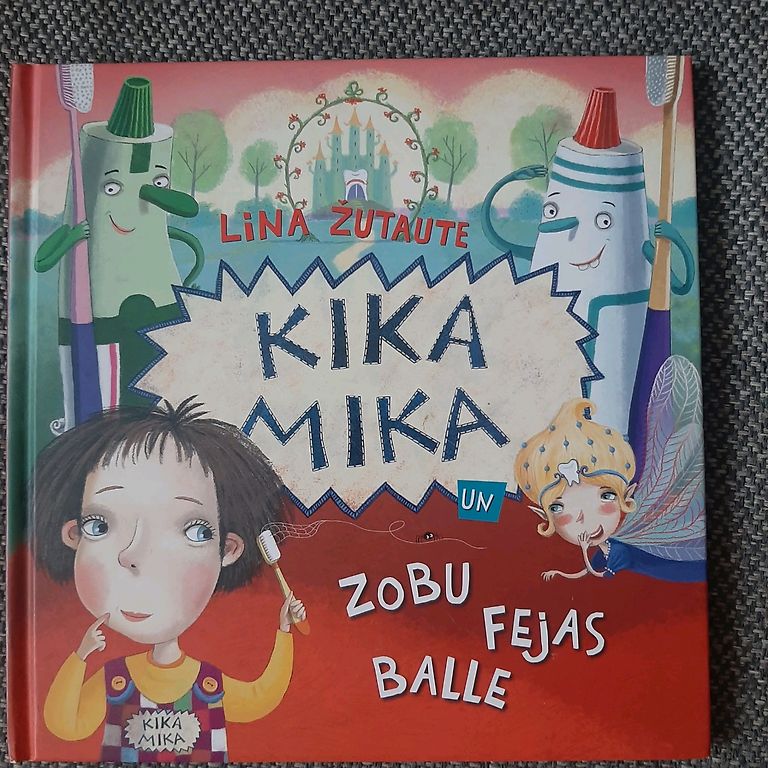 LiNA ŽUTAUTE
KIKA
MIKA
UN
ZOBU
FEjAS
BALLE
KIKA
MIKA